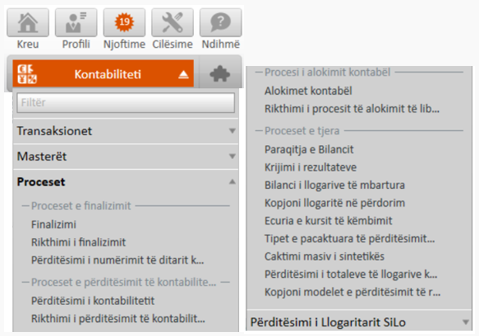 19
Kreu
Profili
Njoftime
Cilësime
Ndihmë
Kontabiliteti
Filtër
Transaksionet
Masterët
Proceset
Proceset e finalizimit
Finalizimi
Rikthimi i finalizimit
Përditësimi i numërimit të ditarit k...
Proceset e përditësimit të kontabilite...
Përditësimi i kontabilitetit
Rikthimi i përditësimit të kontabilit...
Procesi i alokimit kontabël
Alokimet kontabël
Rikthimi i procesit të alokimit të lib...
Proceset e tjera
Paraqitja e Bilancit
Krijimi i rezultateve
Bilanci i llogarive të mbartura
Kopjoni llogaritë në përdorim
Ecuria e kursit të këmbimit
Tipet e pacaktuara të përditësimit...
Caktimi masiv i sintetikës
Përditësimi i totaleve të llogarive k...
Kopjoni modelet e përditësimit të r...
Përditësimi i Llogaritarit SiLo